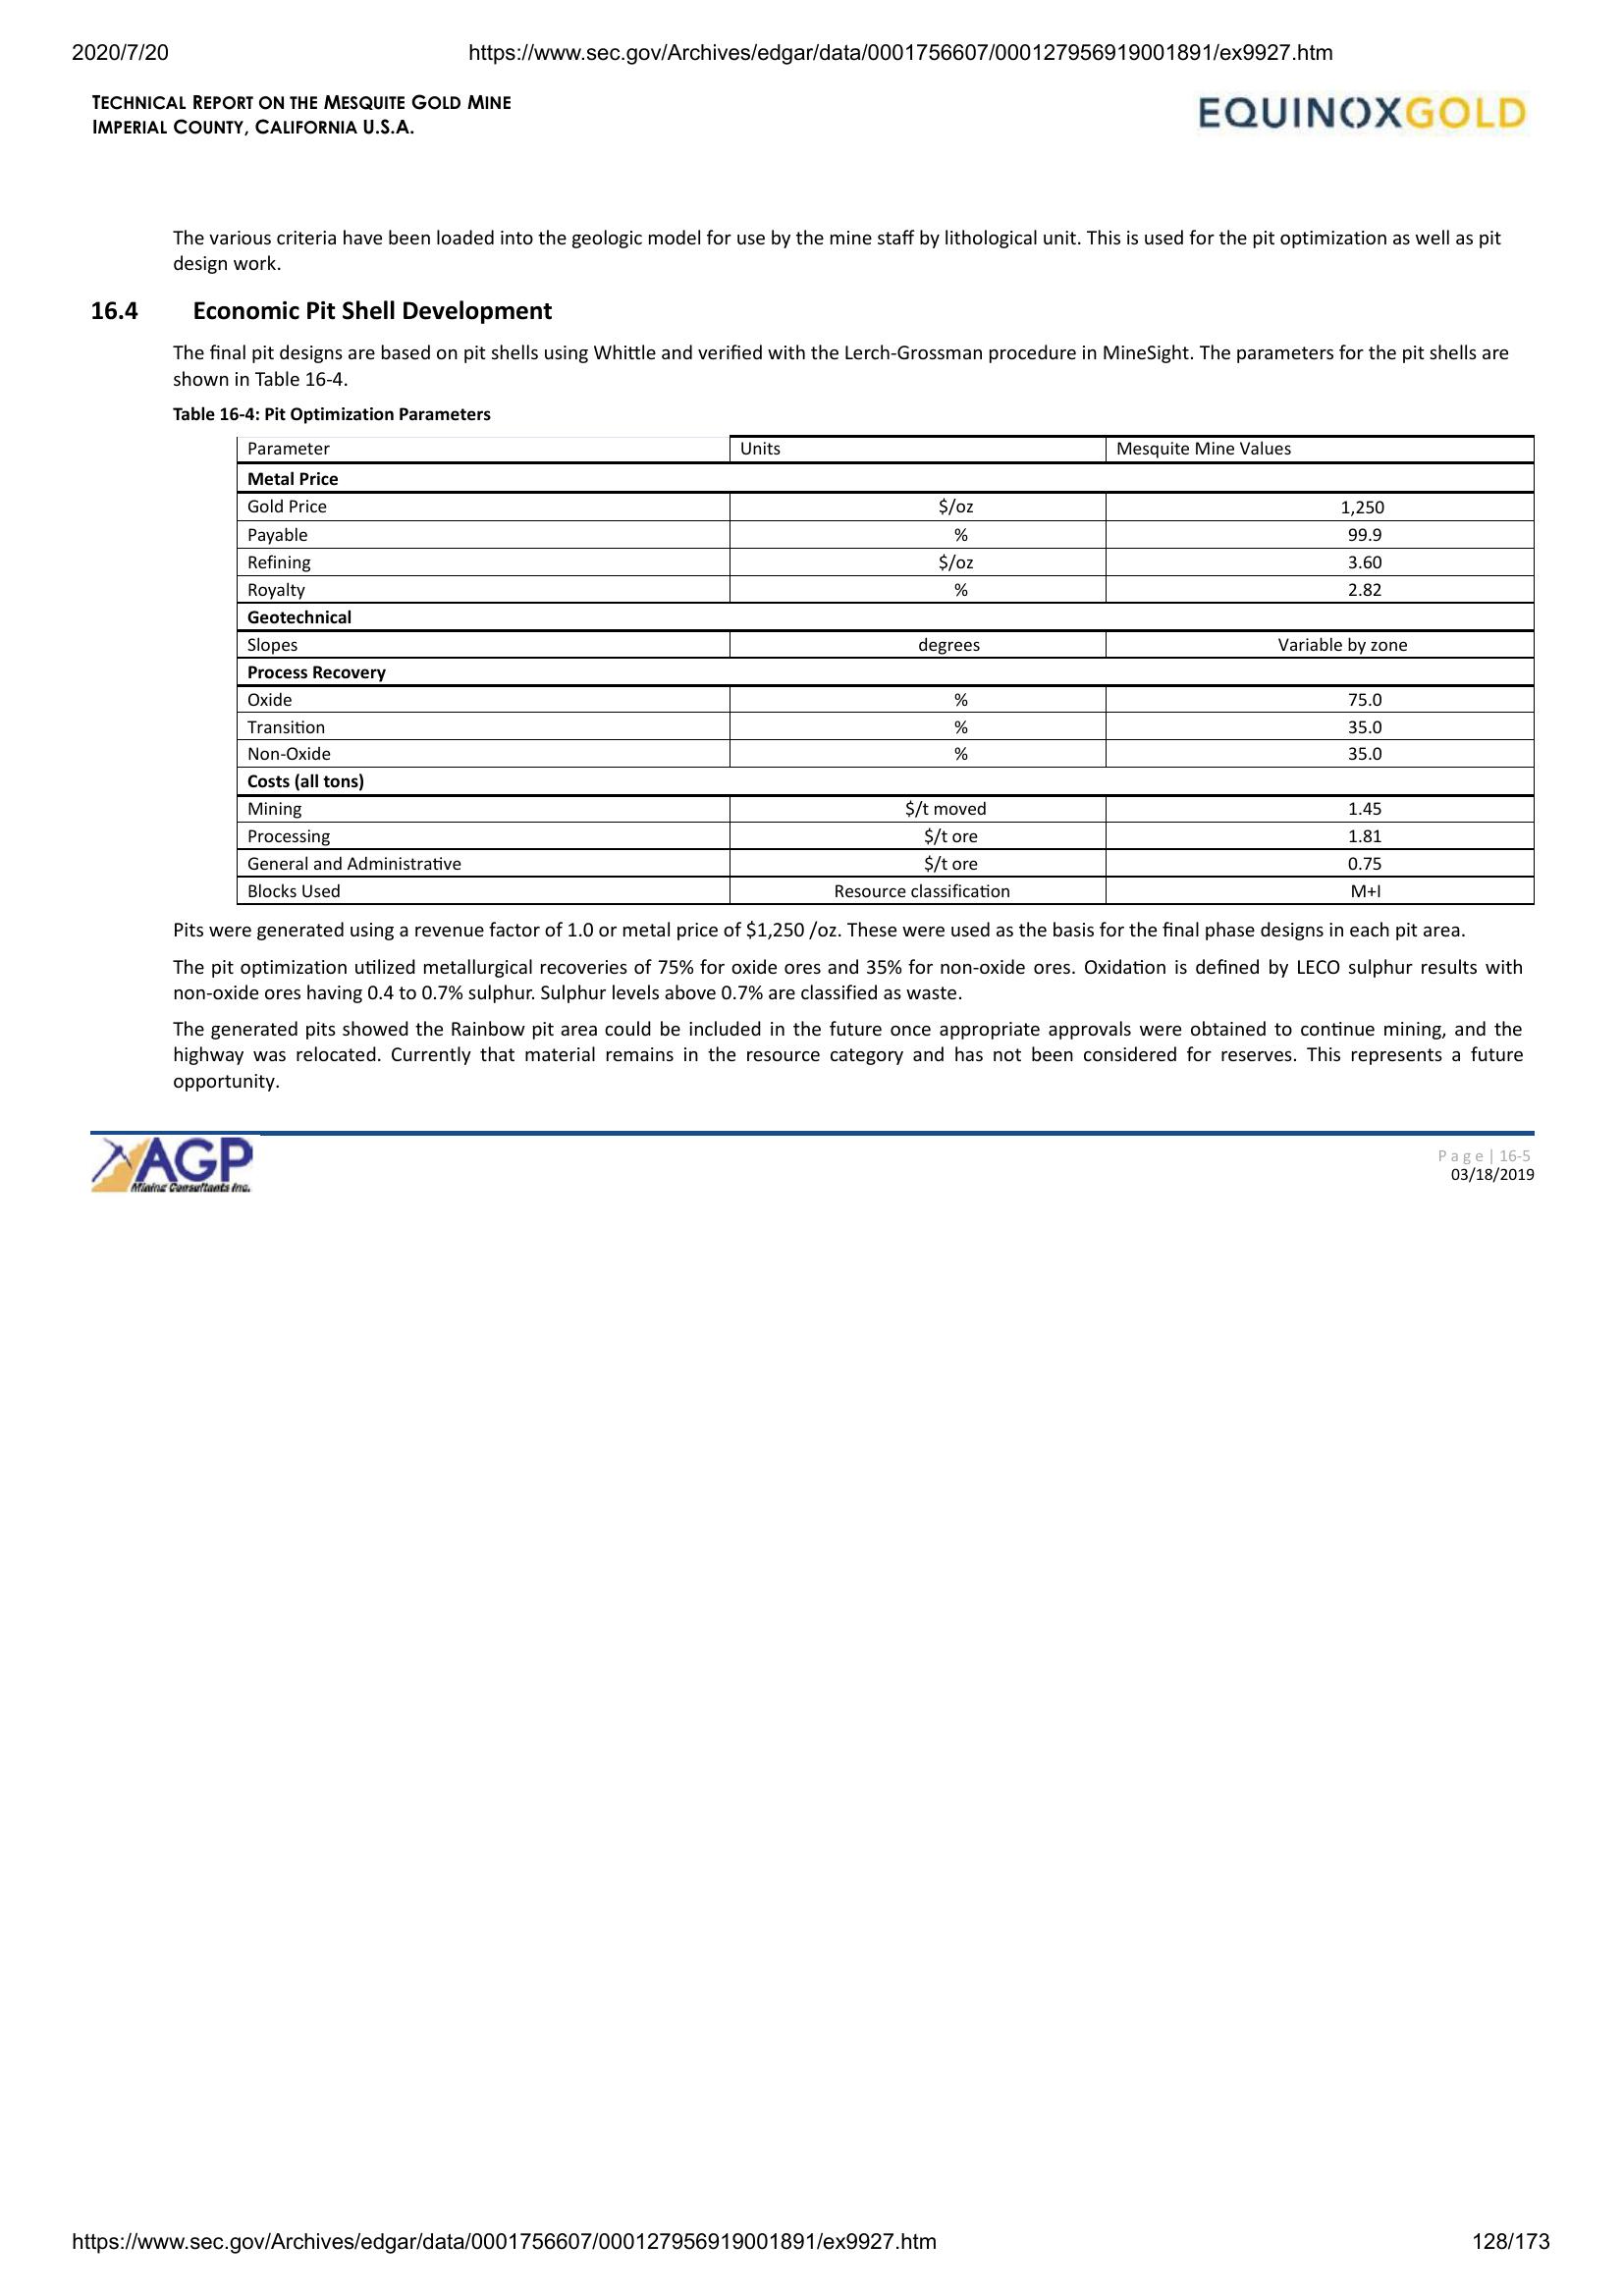 2020/7/20 https://www.sec.gov/Archives/edgar/data/0001756607/000127956919001891/ex9927.htm
TECHNICAL REPORT ON THE MESQUITE GOLD MINE
IMPERIAL COUNTY, CALIFORNIA U.S.A.
EQUINOXGOLD
The various criteria have been loaded into the geologic model for use by the mine staff by lithological unit. This is used for the pit optimization as well as pit
design work.
16.4 Economic Pit Shell Development
The final pit designs are based on pit shells using Whittle and verified with the Lerch-Grossman procedure in MineSight. The parameters for the pit shells are
shown in Table 16-4.
Table 16-4: Pit Optimization Parameters
Parameter Units Mesquite Mine Values
Metal Price
Gold Price $/oz 1,250
Payable % 99.9
Refining $/oz 3.60
Royalty % 2.82
Geotechnical
Slopes degrees Variable by zone
Process Recovery
Oxide % 75.0
Transition % 35.0
Non-Oxide % 35.0
Costs (all tons)
Mining $/t moved 1.45
Processing $/t ore 1.81
General and Administrative $/t ore 0.75
Blocks Used Resource classification M+I
Pits were generated using a revenue factor of 1.0 or metal price of $1,250 /oz. These were used as the basis for the final phase designs in each pit area.
The pit optimization utilized metallurgical recoveries of 75% for oxide ores and 35% for non-oxide ores. Oxidation is defined by LECO sulphur results with
non-oxide ores having 0.4 to 0.7% sulphur. Sulphur levels above 0.7% are classified as waste.
The generated pits showed the Rainbow pit area could be included in the future once appropriate approvals were obtained to continue mining, and the
highway was relocated. Currently that material remains in the resource category and has not been considered for reserves. This represents a future
opportunity.
AGP
Mining Consultants Inc.
Page| 16-5
03/18/2019
https://www.sec.gov/Archives/edgar/data/0001756607/000127956919001891/ex9927.htm 128/173